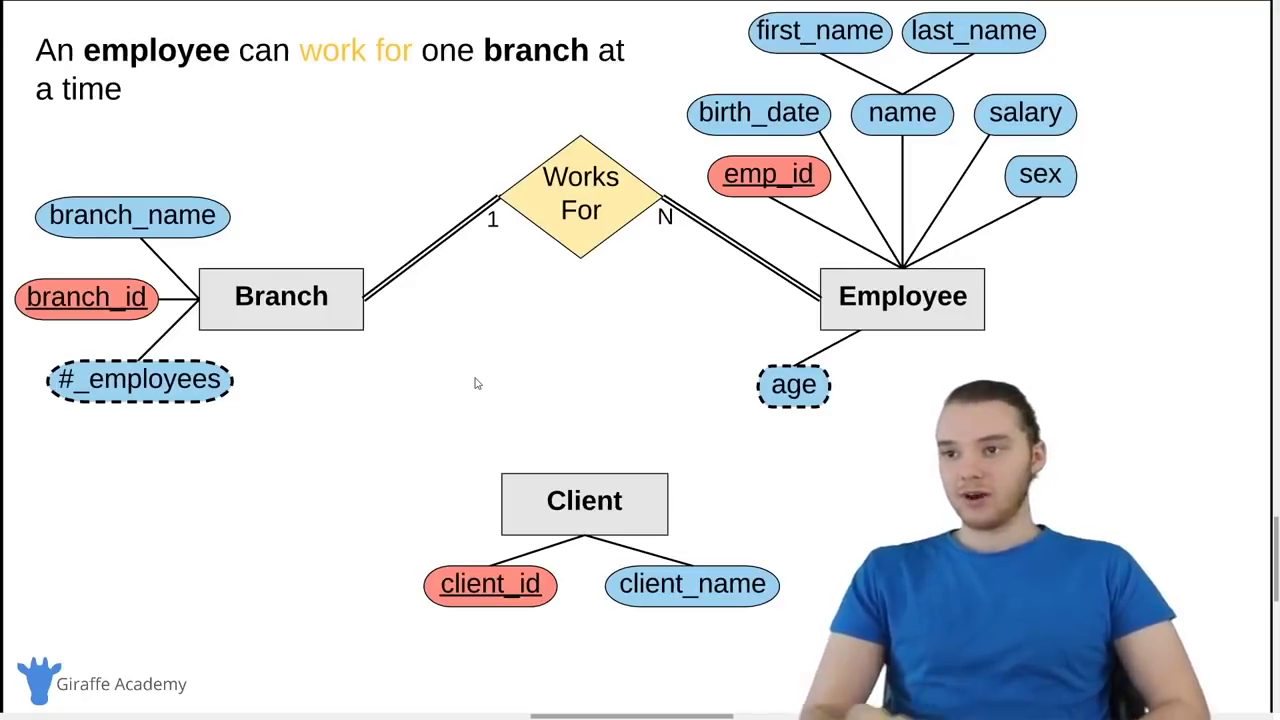 An employee can work for one branch at
a time
first_name
last_name
birth_date
name
salary
emp_id
sex
Works
For
1
N
branch_name
branch_id
#_employees
Branch
Employee
age
Client
client_id
client_name
Giraffe Academy